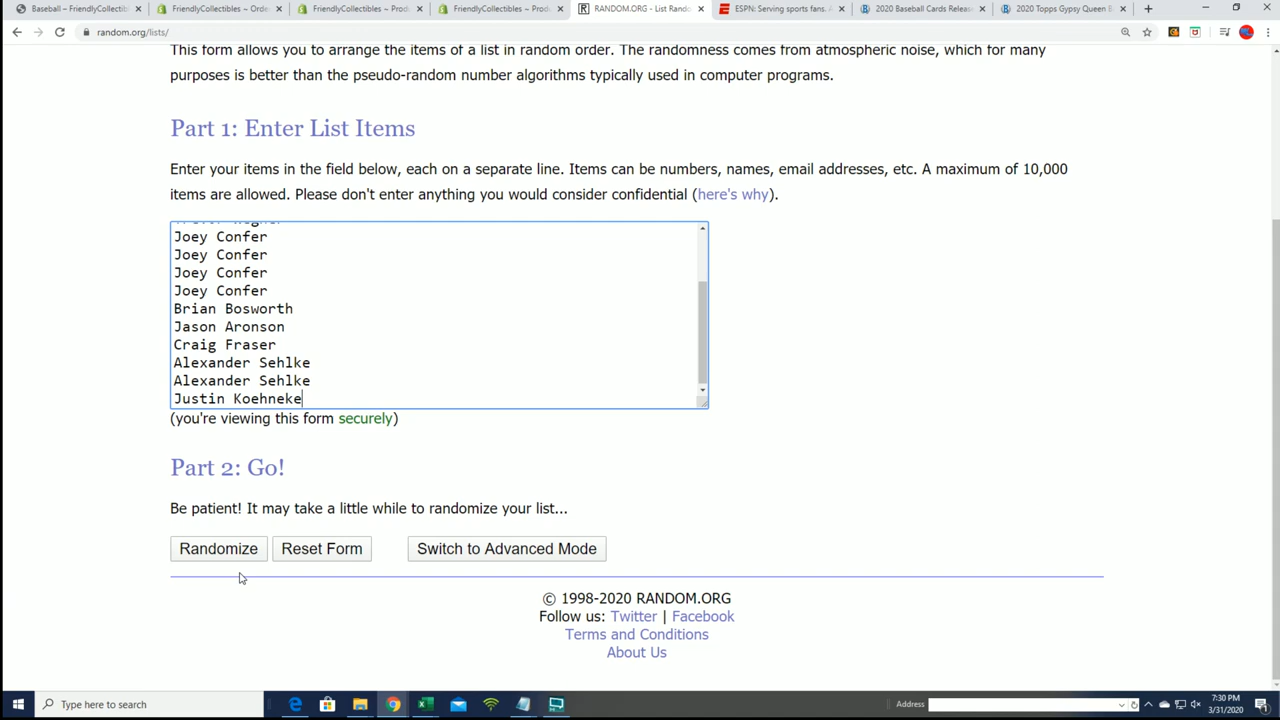 Baseball – FriendlyCollectibl
FriendlyCollectibles ~ Orde
FriendlyCollectibles ~ Prod
FriendlyCollectibles ~ Prod
RANDOM.ORG - List Rando
ESPN: Serving sports fans. A
2020 Baseball Cards Releas
2020 Topps Gypsy Queen B
random.org/lists/
This form allows you to arrange the items of a list in random order. The randomness comes from atmospheric noise, which for many
purposes is better than the pseudo-random number algorithms typically used in computer programs.
Part 1: Enter List Items
Enter your items in the field below, each on a separate line. Items can be numbers, names, email addresses, etc. A maximum of 10,000
items are allowed. Please don't enter anything you would consider confidential (here's why).
Joey Confer
Joey Confer
Joey Confer
Joey Confer
Brian Bosworth
Jason Aronson
Craig Fraser
Alexander Sehlke
Alexander Sehlke
Justin Koehneke
(you're viewing this form securely)
Part 2: Go!
Be patient! It may take a little while to randomize your list...
Randomize Reset Form Switch to Advanced Mode
© 1998-2020 RANDOM.ORG
Follow us: Twitter | Facebook
Terms and Conditions
About Us
Type here to search
Address
7:30 PM
3/31/2020